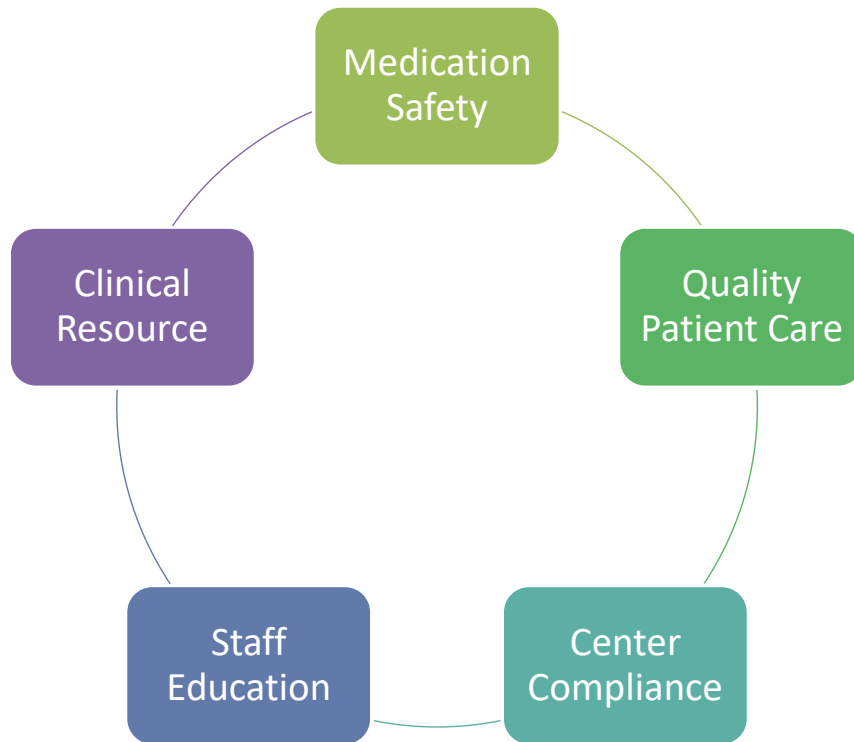 Medication
Safety
Quality
Patient Care
Center
Compliance
Staff
Education
Clinical
Resource